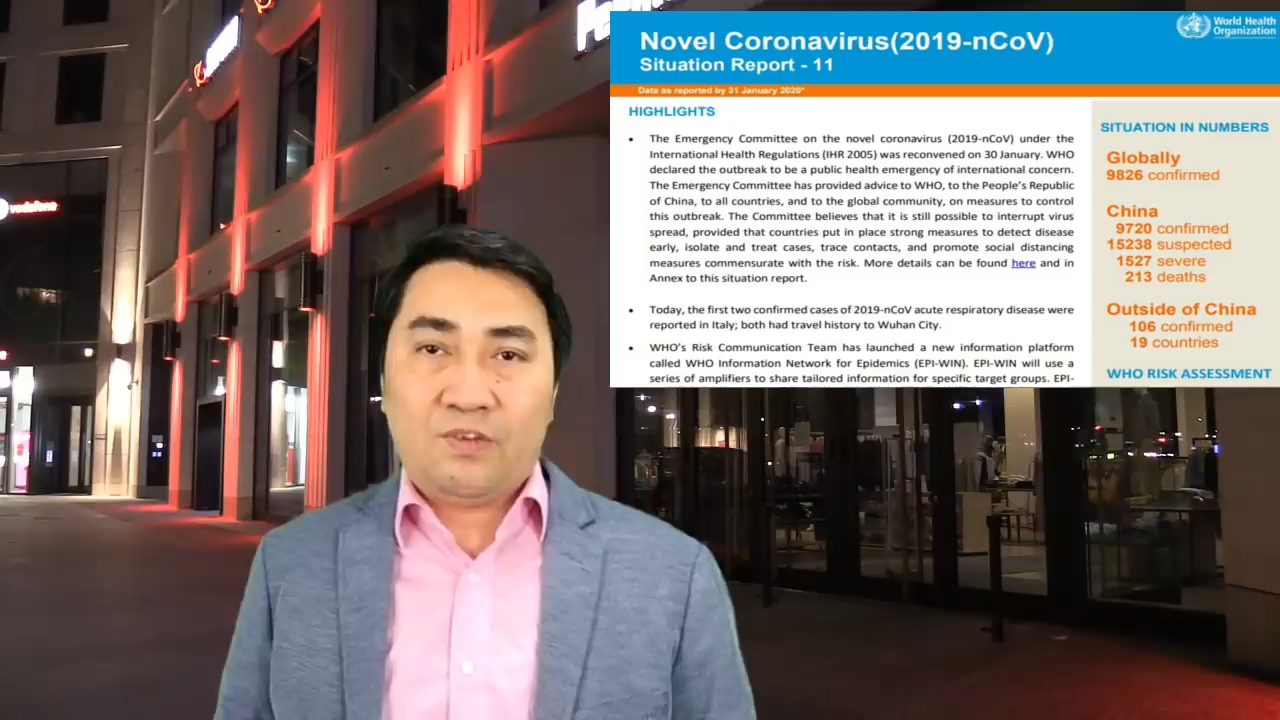 vodafone
World Health
Organization
Novel Coronavirus(2019-nCoV)
Situation Report - 11
Data as reported by 31 January 2020*
HIGHLIGHTS
• The Emergency Committee on the novel coronavirus (2019-nCoV) under the
International Health Regulations (IHR 2005) was reconvened on 30 January. WHO
declared the outbreak to be a public health emergency of international concern.
The Emergency Committee has provided advice to WHO, to the People's Republic
of China, to all countries, and to the global community, on measures to control
this outbreak. The Committee believes that it is still possible to interrupt virus
spread, provided that countries put in place strong measures to detect disease
early, isolate and treat cases, trace contacts, and promote social distancing
measures commensurate with the risk. More details can be found here and in
Annex to this situation report.
• Today, the first two confirmed cases of 2019-nCoV acute respiratory disease were
reported in Italy; both had travel history to Wuhan City.
• WHO's Risk Communication Team has launched a new information platform
called WHO Information Network for Epidemics (EPI-WIN). EPI-WIN will use a
series of amplifiers to share tailored information for specific target groups. EPI-
SITUATION IN NUMBERS
Globally
9826 confirmed
China
9720 confirmed
15238 suspected
1527 severe
213 deaths
Outside of China
106 confirmed
19 countries
WHO RISK ASSESSMENT